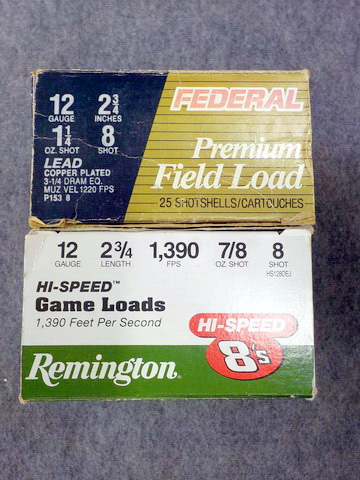 12 2 3/4 FEDERAL
GAUGE INCHES
1 1/4 8 Premium
OZ. SHOT SHOT Field Load
LEAD
COPPER PLATED
3-1/4 DRAM EQ.
MUZ VEL 1220 FPS
P153 8 25 SHOTSHELLS/CARTOUCHES
12 2 3/4 1,390 7/8 8
GAUGE LENGTH FPS OZ SHOT SHOT
HS128DEJ
HI-SPEED™
Game Loads
1,390 Feet Per Second HI-SPEED
8's
Remington®